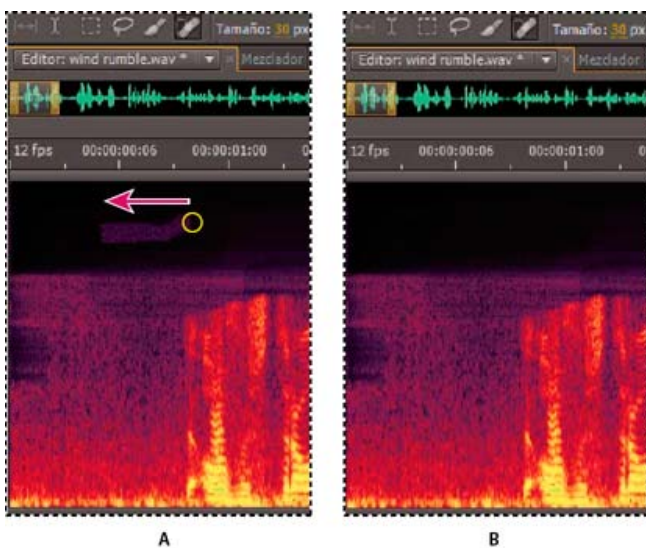 Tamaño: 30 px
Editor: wind rumble.wav *
Mezclador
12 fps 00:00:00:06 00:00:01:00
A
Tamaño: 30 px
Editor: wind rumble.wav *
Mezclador
12 fps 00:00:00:06 00:00:01:00
B